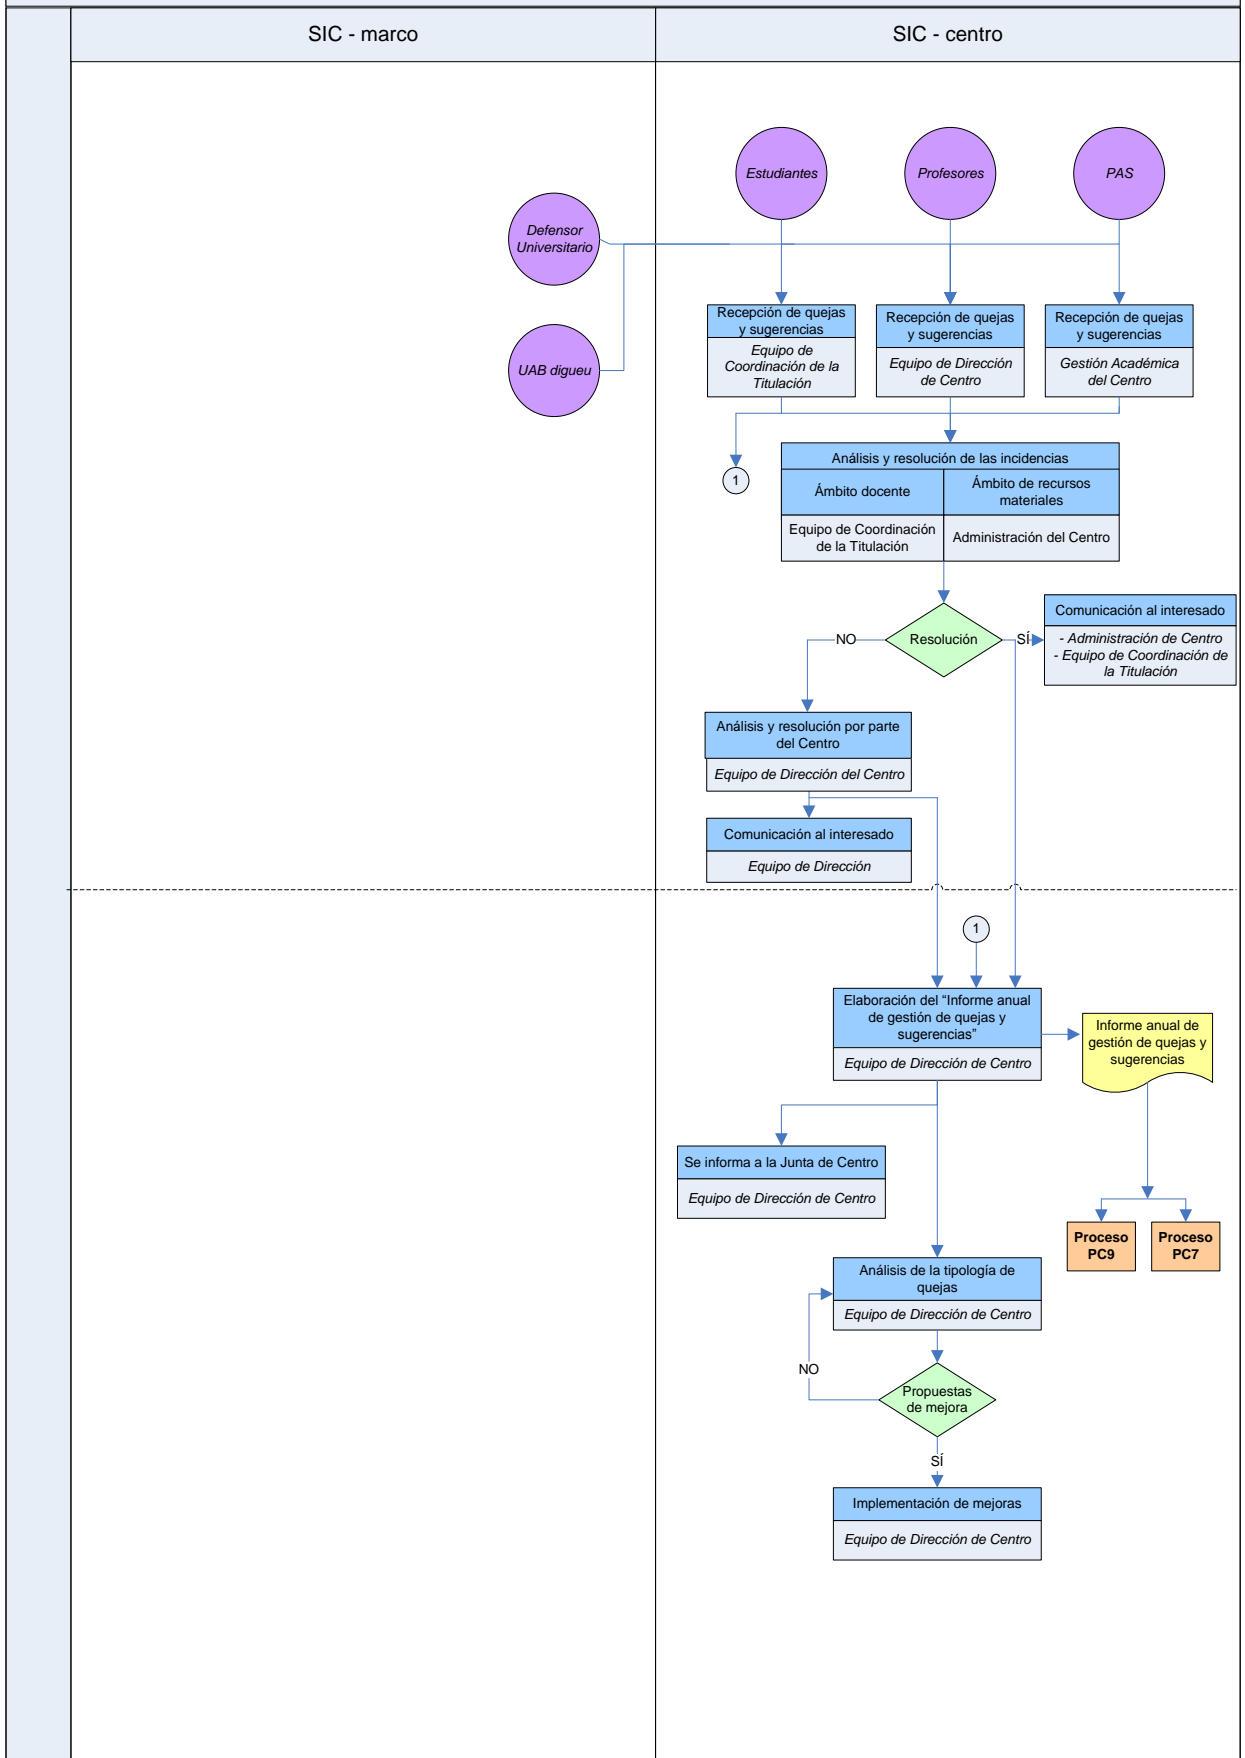 SIC - marco
SIC - centro
Estudiantes
Profesores
PAS
Defensor
Universitario
UAB digueu
Recepción de quejas
y sugerencias
Equipo de
Coordinación de la
Titulación
Recepción de quejas
y sugerencias
Equipo de Dirección
de Centro
Recepción de quejas
y sugerencias
Gestión Académica
del Centro
1
Análisis y resolución de las incidencias
Ámbito docente
Ámbito de recursos
materiales
Equipo de Coordinación
de la Titulación
Administración del Centro
Resolución
NO
SÍ
Comunicación al interesado
- Administración de Centro
- Equipo de Coordinación de
la Titulación
Análisis y resolución por parte
del Centro
Equipo de Dirección del Centro
Comunicación al interesado
Equipo de Dirección
1
Elaboración del “Informe anual
de gestión de quejas y
sugerencias”
Equipo de Dirección de Centro
Informe anual de
gestión de quejas y
sugerencias
Se informa a la Junta de Centro
Equipo de Dirección de Centro
Proceso
PC9
Proceso
PC7
Análisis de la tipología de
quejas
Equipo de Dirección de Centro
NO
Propuestas
de mejora
SÍ
Implementación de mejoras
Equipo de Dirección de Centro